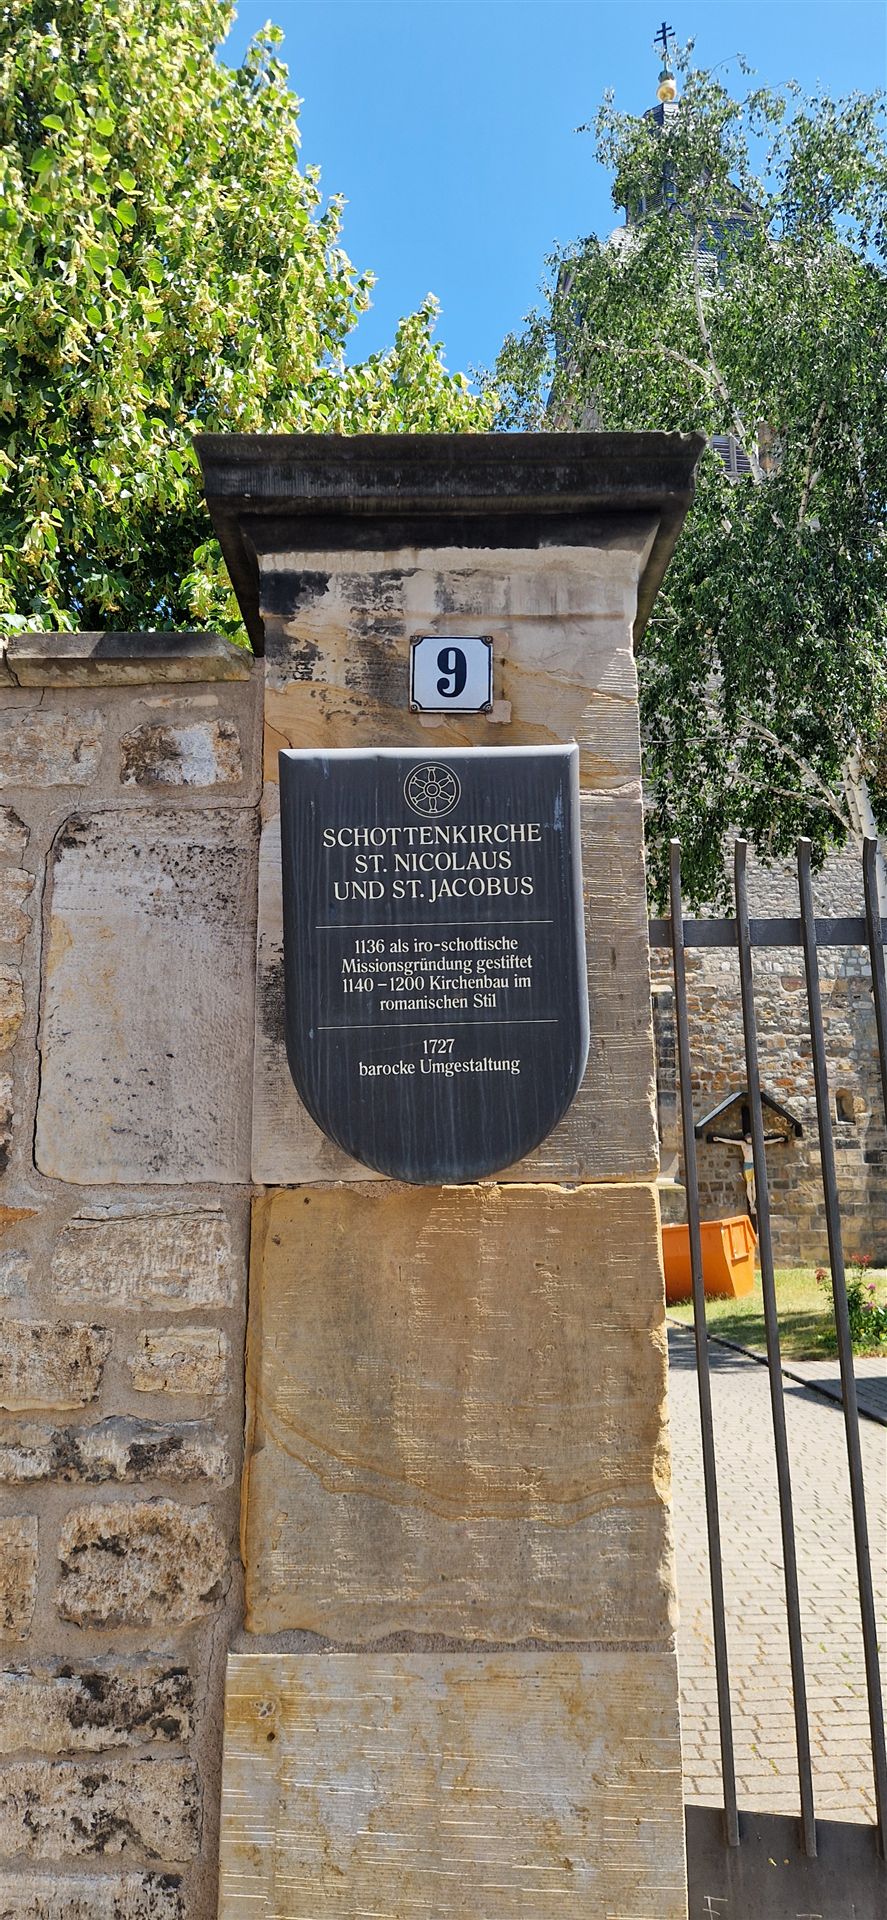 9
SCHOTTENKIRCHE
ST. NICOLAUS
UND ST. JACOBUS
1136 als iro-schottische
Missionsgründung gestiftet
1140 – 1200 Kirchenbau im
romanischen Stil
1727
barocke Umgestaltung